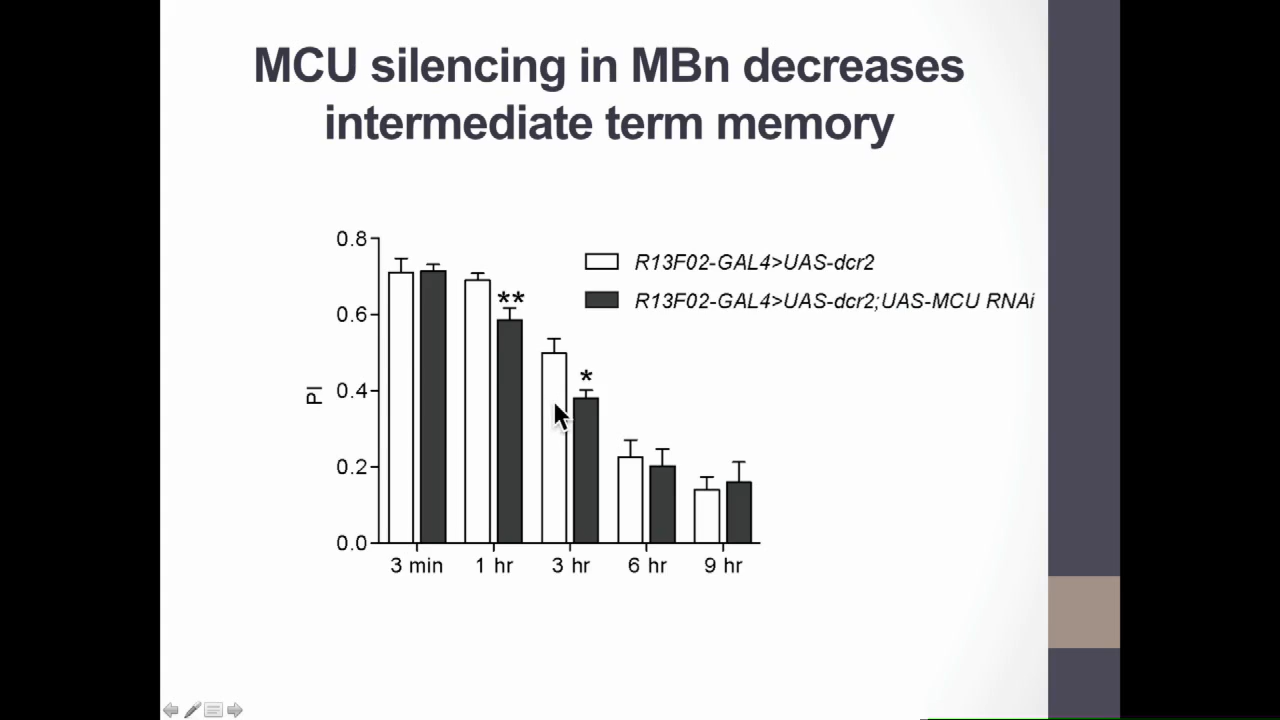 MCU silencing in MBn decreases
intermediate term memory
R13F02-GAL4>UAS-dcr2
R13F02-GAL4>UAS-dcr2;UAS-MCU RNAi
PI
0.8
0.6
0.4
0.2
0.0
**
*
3 min 1 hr 3 hr 6 hr 9 hr